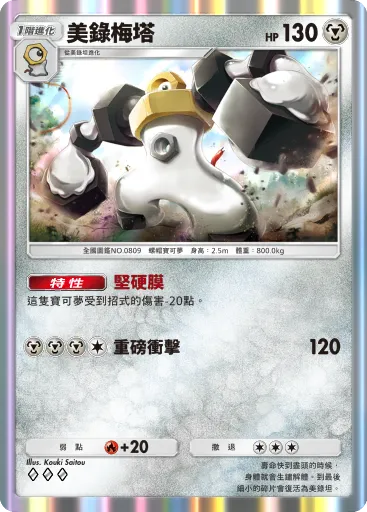 1階進化
美錄梅塔
HP 130
從美錄坦進化
全國圖鑑NO.0809 螺帽寶可夢 身高：2.5m 體重：800.0kg
特性 堅硬膜
這隻寶可夢受到招式的傷害-20點。
重磅衝擊 120
弱點 +20 撤退
Illus. Kouki Saitou
壽命快到盡頭的時候，
身體就會生鏽解體。到最後
細小的碎片會復活為美錄坦。